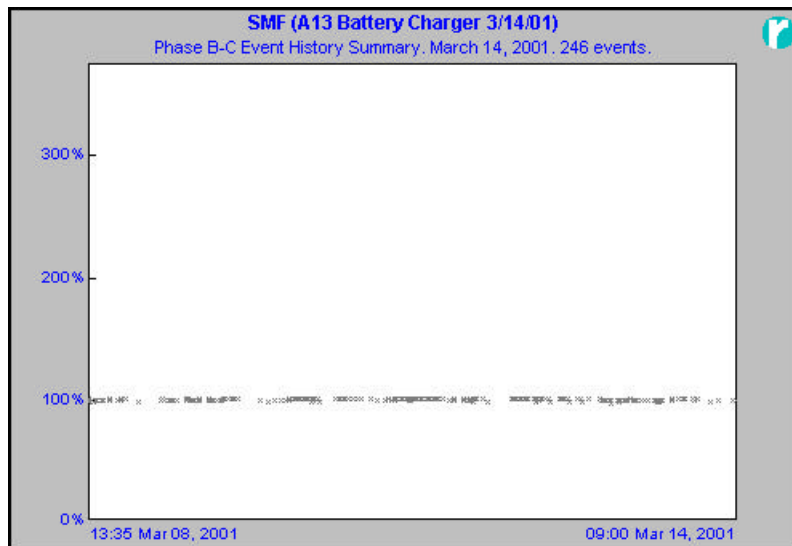 SMF (A13 Battery Charger 3/14/01)
Phase B-C Event History Summary. March 14, 2001. 246 events.
r
300%
200%
100%
0%
13:35 Mar 08, 2001
09:00 Mar 14, 2001